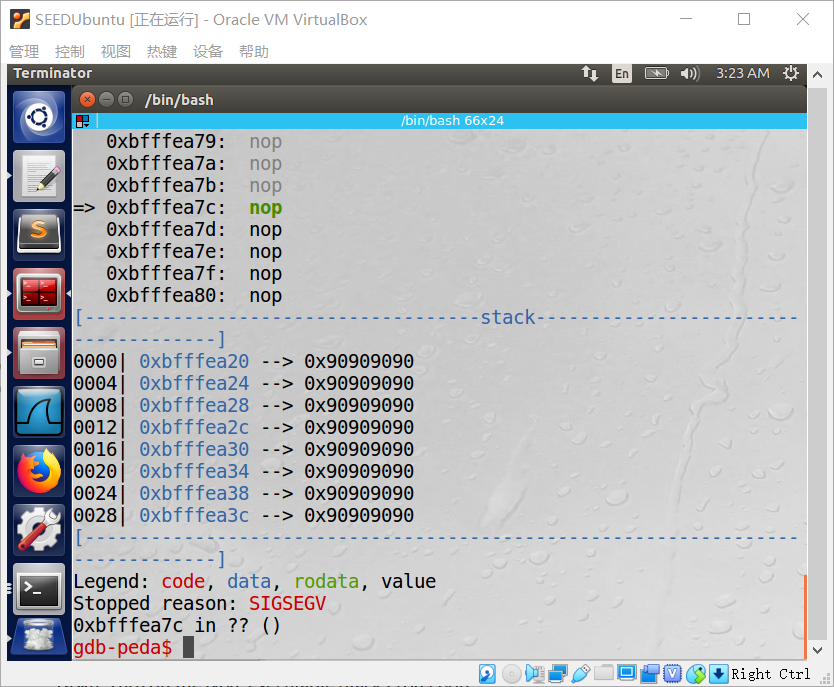 SEEDUbuntu [正在运行] - Oracle VM VirtualBox
管理 控制 视图 热键 设备 帮助
Terminator En 3:23 AM
/bin/bash
/bin/bash 66x24
0xbfffea79: nop
0xbfffea7a: nop
0xbfffea7b: nop
=> 0xbfffea7c: nop
0xbfffea7d: nop
0xbfffea7e: nop
0xbfffea7f: nop
0xbfffea80: nop
[------------------------------------stack------------------------
-------------]
0000| 0xbfffea20 --> 0x90909090
0004| 0xbfffea24 --> 0x90909090
0008| 0xbfffea28 --> 0x90909090
0012| 0xbfffea2c --> 0x90909090
0016| 0xbfffea30 --> 0x90909090
0020| 0xbfffea34 --> 0x90909090
0024| 0xbfffea38 --> 0x90909090
0028| 0xbfffea3c --> 0x90909090
[-----------------------------------------------------------------
-------------]
Legend: code, data, rodata, value
Stopped reason: SIGSEGV
0xbfffea7c in ?? ()
gdb-peda$
Right Ctrl